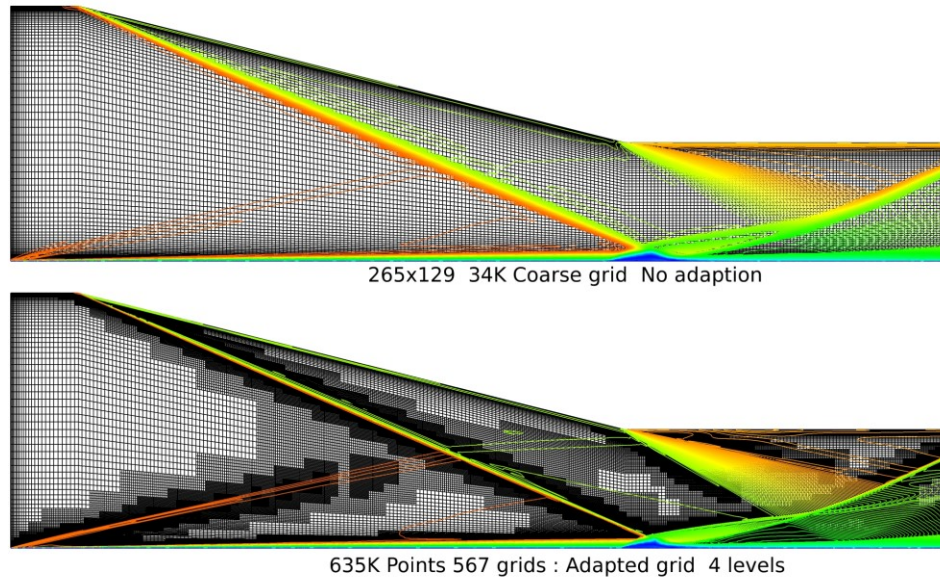 265x129 34K Coarse grid No adaption
635K Points 567 grids : Adapted grid 4 levels